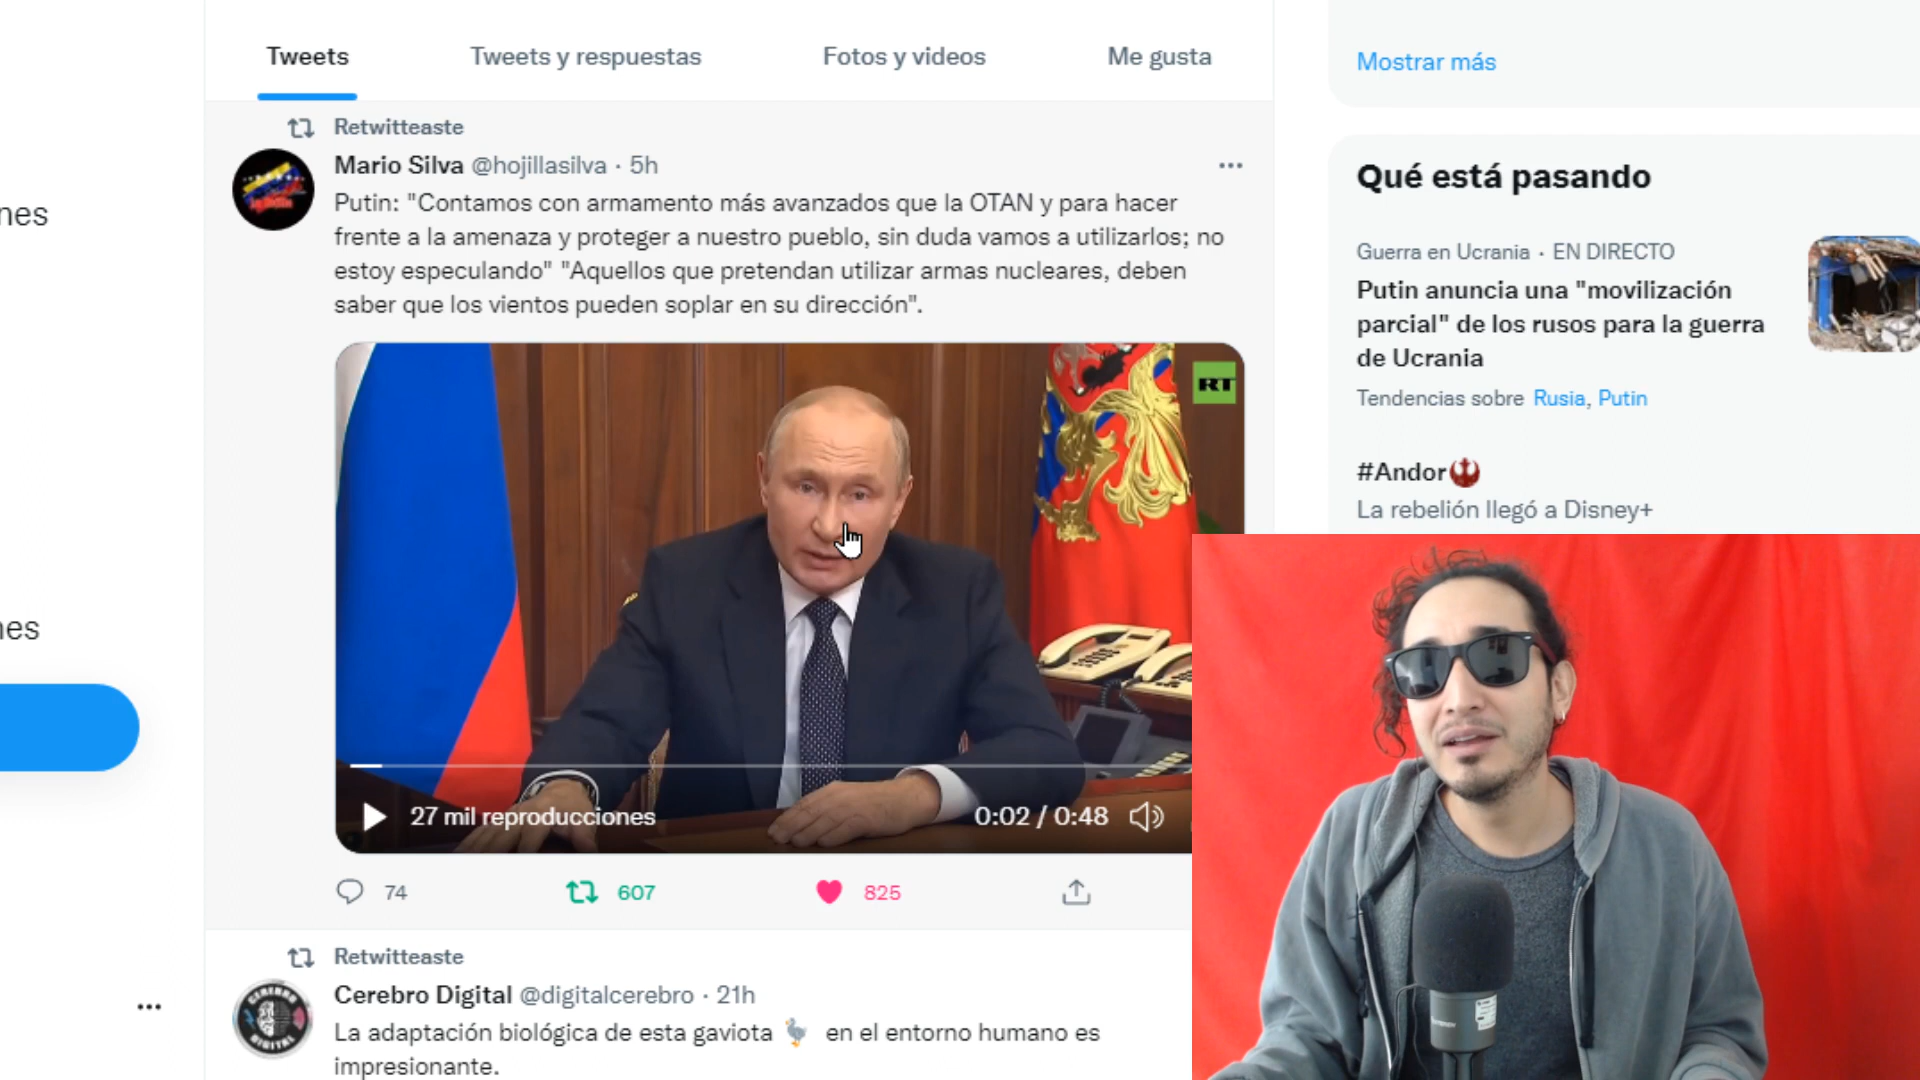 Tweets
Tweets y respuestas
Fotos y videos
Me gusta
Retwitteaste
Mario Silva @hojillasilva · 5h
Putin: "Contamos con armamento más avanzados que la OTAN y para hacer
frente a la amenaza y proteger a nuestro pueblo, sin duda vamos a utilizarlos; no
estoy especulando" "Aquellos que pretendan utilizar armas nucleares, deben
saber que los vientos pueden soplar en su dirección".
RT
27 mil reproducciones
0:02 / 0:48
74
607
825
Retwitteaste
Cerebro Digital @digitalcerebro · 21h
La adaptación biológica de esta gaviota 🦤 en el entorno humano es
impresionante.
Mostrar más
Qué está pasando
Guerra en Ucrania · EN DIRECTO
Putin anuncia una "movilización
parcial" de los rusos para la guerra
de Ucrania
Tendencias sobre Rusia, Putin
#Andor
La rebelión llegó a Disney+
nes
nes
CEREBRO
DIGITAL